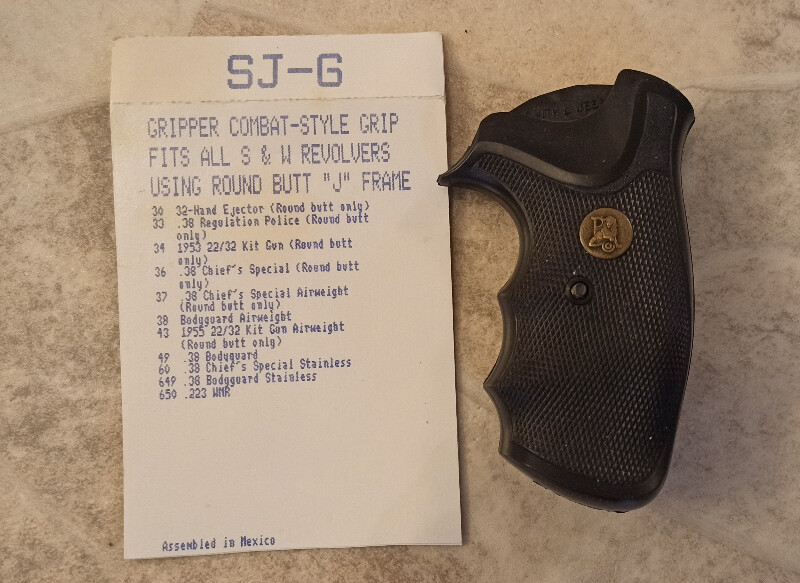 SJ-G
GRIPPER COMBAT-STYLE GRIP
FITS ALL S & W REVOLVERS
USING ROUND BUTT "J" FRAME
30 32-Hand Ejector (Round butt only)
33 .38 Regulation Police (Round butt
only)
34 1953 22/32 Kit Gun (Round butt
only)
36 .38 Chief's Special (Round butt
only)
37 .38 Chief's Special Airweight
(Round butt only)
38 Bodyguard Airweight
43 1955 22/32 Kit Gun Airweight
(Round butt only)
49 .38 Bodyguard
60 .38 Chief's Special Stainless
649 .38 Bodyguard Stainless
650 .223 WMR
Assembled in Mexico